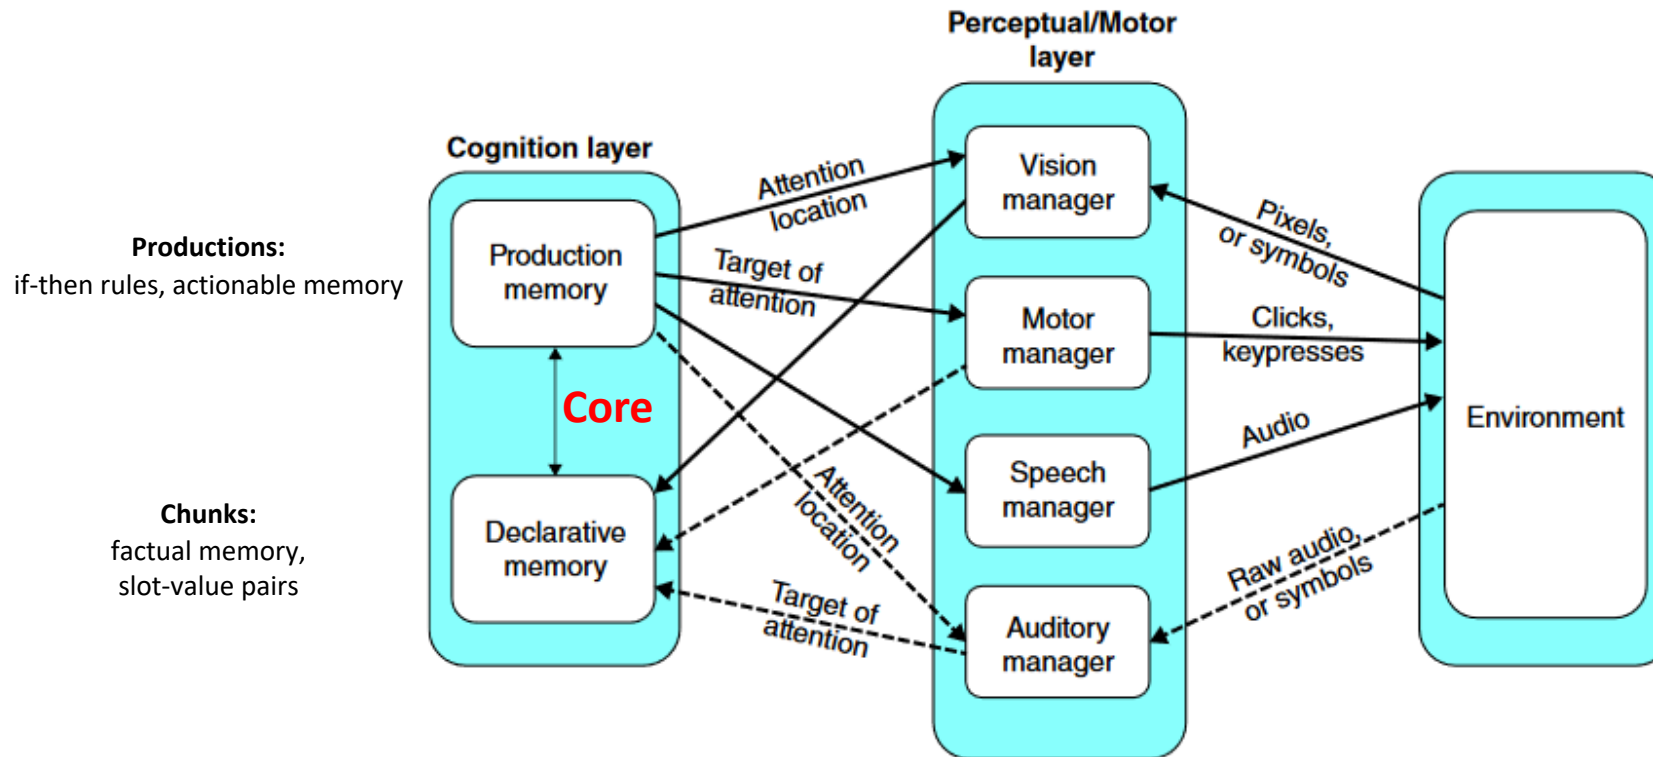 Perceptual/Motor
layer
Cognition layer
Productions:
if-then rules, actionable memory
Production
memory
Core
Chunks:
factual memory,
slot-value pairs
Declarative
memory
Attention
location
Target of
attention
Attention
location
Target of
attention
Vision
manager
Motor
manager
Speech
manager
Auditory
manager
Pixels,
or symbols
Clicks,
keypresses
Audio
Raw audio,
or symbols
Environment